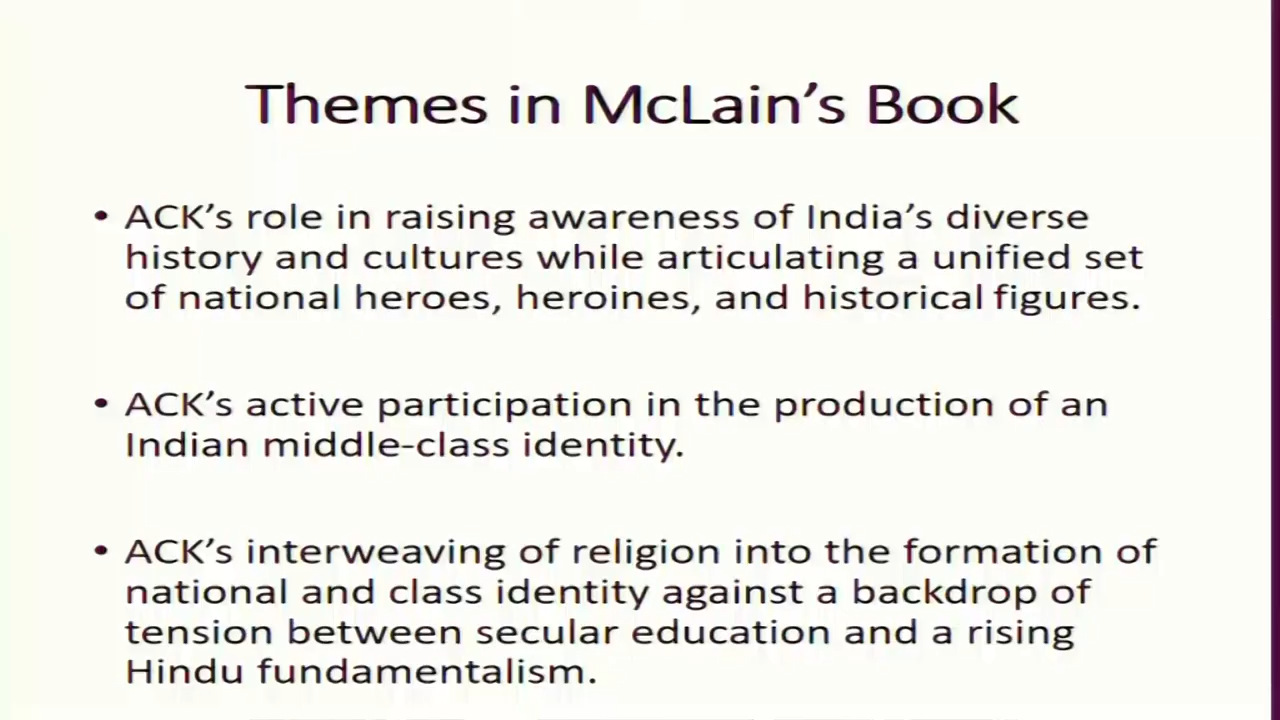 Themes in McLain’s Book
• ACK’s role in raising awareness of India’s diverse
history and cultures while articulating a unified set
of national heroes, heroines, and historical figures.
• ACK’s active participation in the production of an
Indian middle-class identity.
• ACK’s interweaving of religion into the formation of
national and class identity against a backdrop of
tension between secular education and a rising
Hindu fundamentalism.